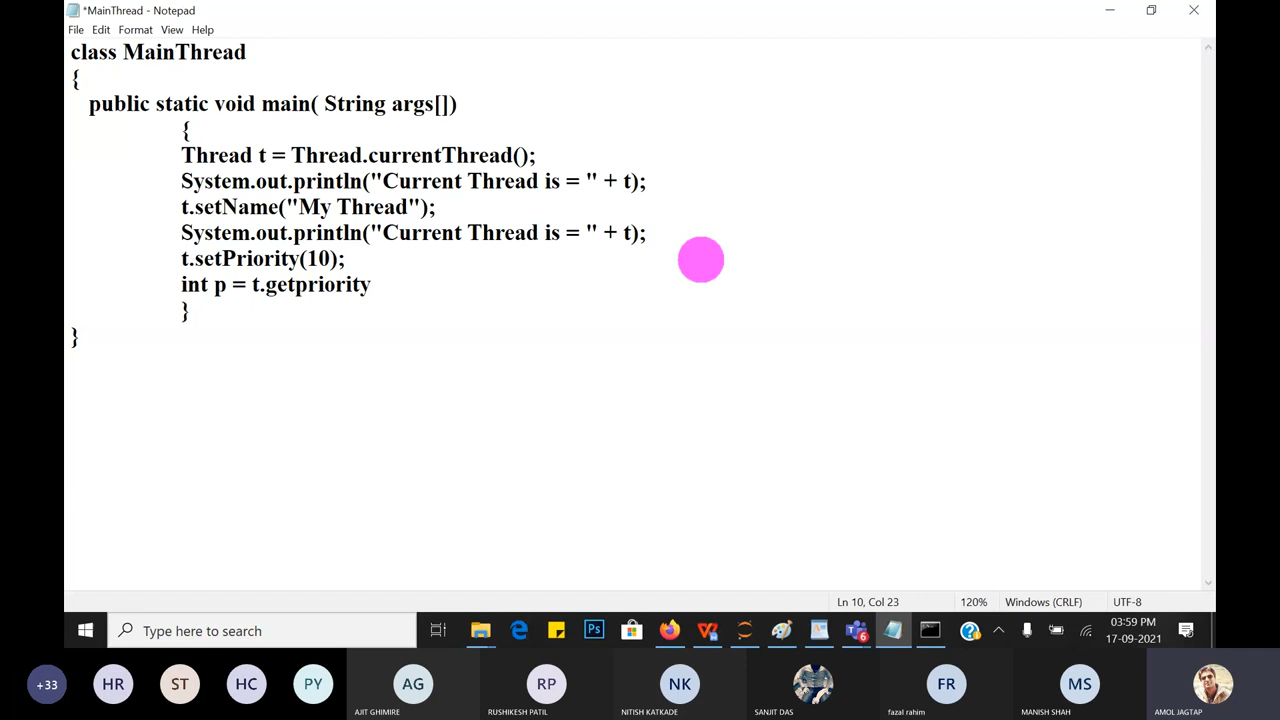 *MainThread - Notepad
File Edit Format View Help
class MainThread
{
public static void main( String args[])
{
Thread t = Thread.currentThread();
System.out.println("Current Thread is = " + t);
t.setName("My Thread");
System.out.println("Current Thread is = " + t);
t.setPriority(10);
int p = t.getpriority
}
}
Ln 10, Col 23 120% Windows (CRLF) UTF-8
Type here to search
Ps
6
03:59 PM
17-09-2021
+33 HR ST HC PY AG RP NK FR MS
AJIT GHIMIRE RUSHIKESH PATIL NITISH KATKADE SANJIT DAS fazal rahim MANISH SHAH AMOL JAGTAP